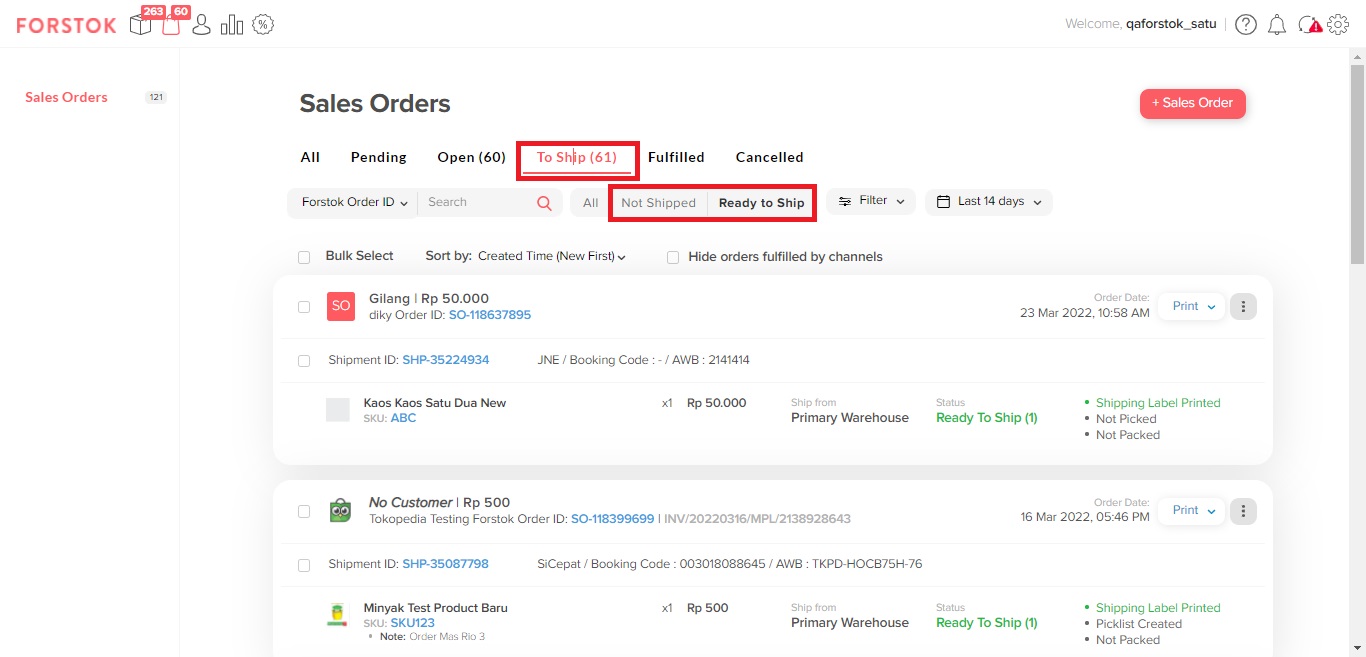 FORSTOK
263
60
%
Welcome, qaforstok_satu
Sales Orders
121
Sales Orders
+ Sales Order
All
Pending
Open (60)
To Ship (61)
Fulfilled
Cancelled
Forstok Order ID
Search
All
Not Shipped
Ready to Ship
Filter
Last 14 days
Bulk Select
Sort by: Created Time (New First)
Hide orders fulfilled by channels
SO
Gilang | Rp 50.000
diky Order ID: SO-118637895
Order Date:
23 Mar 2022, 10:58 AM
Print
Shipment ID: SHP-35224934
JNE / Booking Code : - / AWB : 2141414
Kaos Kaos Satu Dua New
SKU: ABC
x1
Rp 50.000
Ship from
Primary Warehouse
Status
Ready To Ship (1)
Shipping Label Printed
Not Picked
Not Packed
No Customer | Rp 500
Tokopedia Testing Forstok Order ID: SO-118399699 | INV/20220316/MPL/2138928643
Order Date:
16 Mar 2022, 05:46 PM
Print
Shipment ID: SHP-35087798
SiCepat / Booking Code : 003018088645 / AWB : TKPD-HOCB75H-76
Minyak Test Product Baru
SKU: SKU123
Note: Order Mas Rio 3
x1
Rp 500
Ship from
Primary Warehouse
Status
Ready To Ship (1)
Shipping Label Printed
Picklist Created
Not Packed